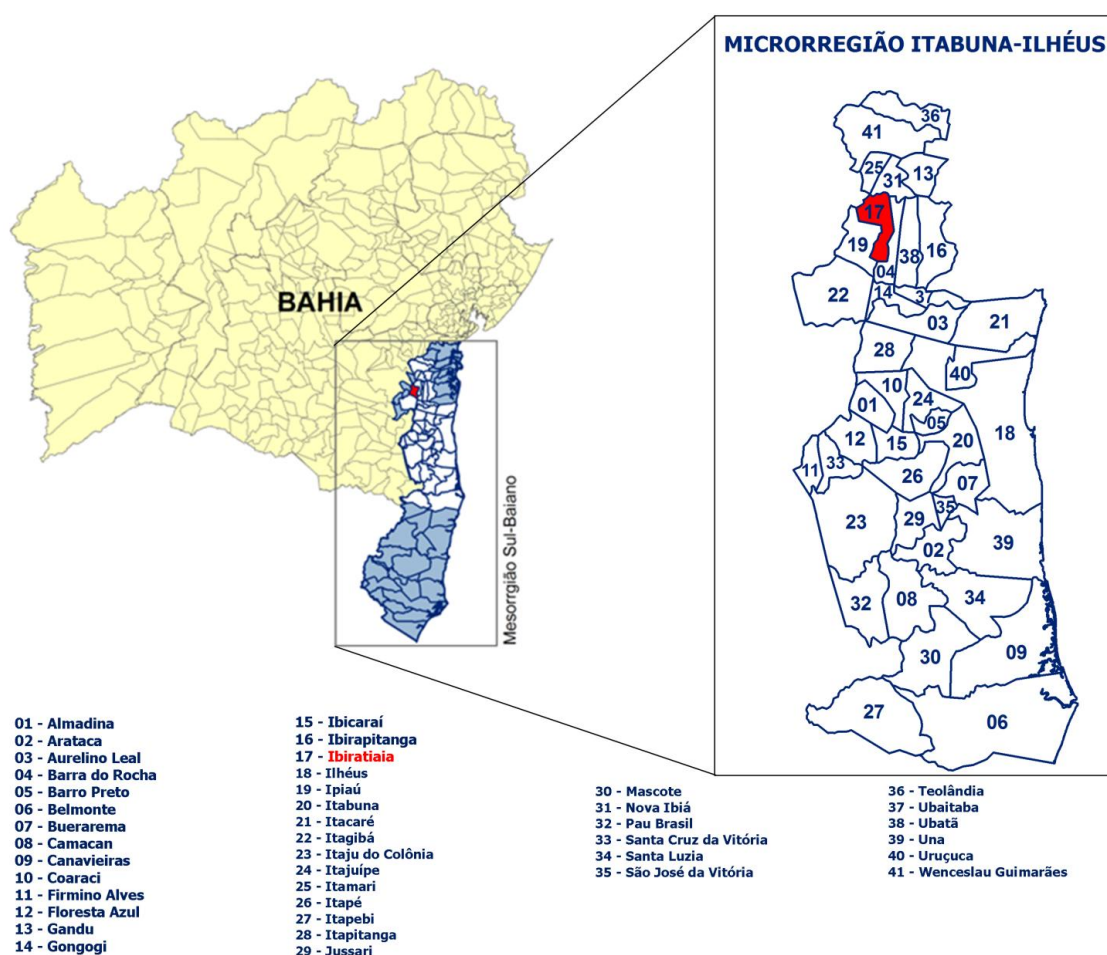 MICRORREGIÃO ITABUNA-ILHÉUS
36
41
25
31
13
17
19
38
16
04
22
14
3
03
21
28
40
10
24
01
05
18
12
15
20
11
33
26
07
35
23
29
02
39
32
08
34
30
09
27
06
BAHIA
Mesorrgião Sul-Baiano
01 - Almadina
02 - Arataca
03 - Aurelino Leal
04 - Barra do Rocha
05 - Barro Preto
06 - Belmonte
07 - Buerarema
08 - Camacan
09 - Canavieiras
10 - Coaraci
11 - Firmino Alves
12 - Floresta Azul
13 - Gandu
14 - Gongogi
15 - Ibicaraí
16 - Ibirapitanga
17 - Ibiratiaia
18 - Ilhéus
19 - Ipiaú
20 - Itabuna
21 - Itacaré
22 - Itagibá
23 - Itaju do Colônia
24 - Itajuípe
25 - Itamari
26 - Itapé
27 - Itapebi
28 - Itapitanga
29 - Jussari
30 - Mascote
31 - Nova Ibiá
32 - Pau Brasil
33 - Santa Cruz da Vitória
34 - Santa Luzia
35 - São José da Vitória
36 - Teolândia
37 - Ubaitaba
38 - Ubatã
39 - Una
40 - Uruçuca
41 - Wenceslau Guimarães